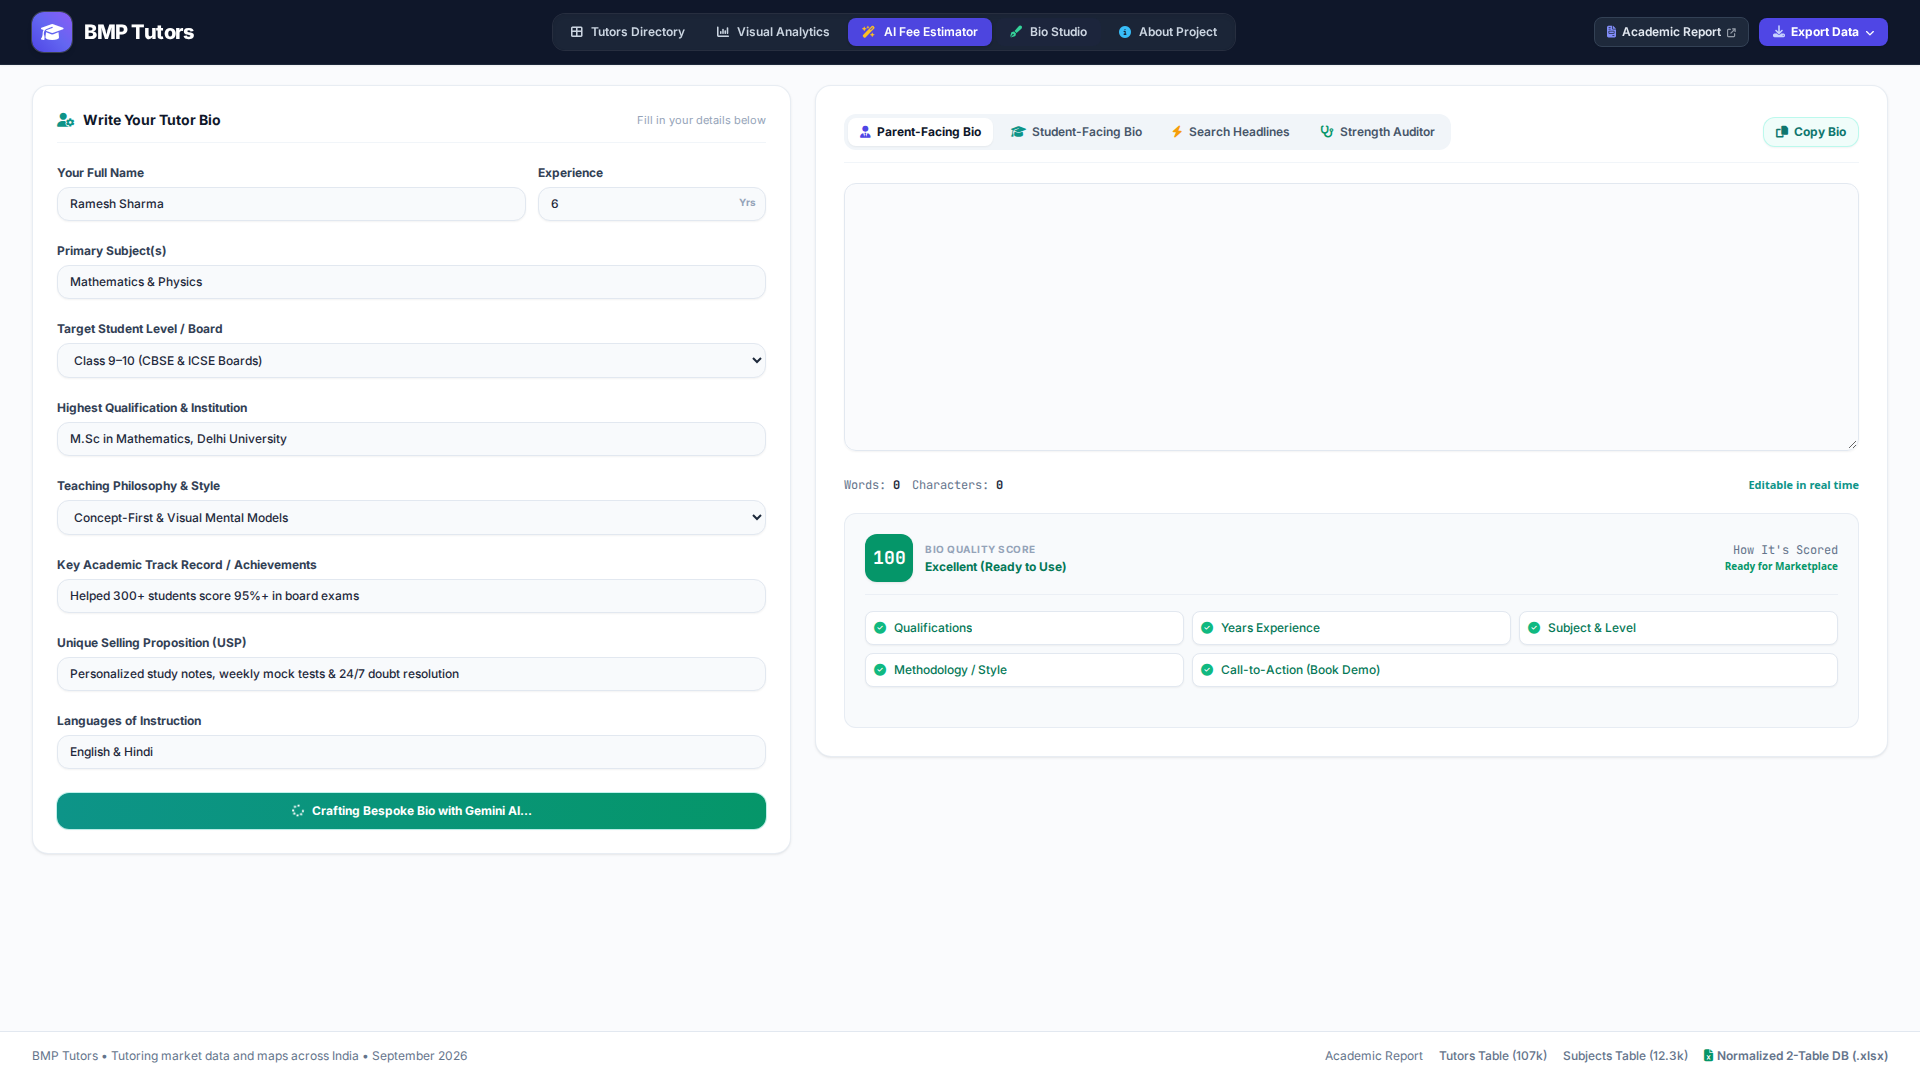 BMP Tutors
Tutors Directory
Visual Analytics
AI Fee Estimator
Bio Studio
About Project
Academic Report
Export Data
Write Your Tutor Bio
Fill in your details below
Your Full Name
Experience
Ramesh Sharma
6
Yrs
Primary Subject(s)
Mathematics & Physics
Target Student Level / Board
Class 9–10 (CBSE & ICSE Boards)
Highest Qualification & Institution
M.Sc in Mathematics, Delhi University
Teaching Philosophy & Style
Concept-First & Visual Mental Models
Key Academic Track Record / Achievements
Helped 300+ students score 95%+ in board exams
Unique Selling Proposition (USP)
Personalized study notes, weekly mock tests & 24/7 doubt resolution
Languages of Instruction
English & Hindi
Crafting Bespoke Bio with Gemini AI...
Parent-Facing Bio
Student-Facing Bio
Search Headlines
Strength Auditor
Copy Bio
Words: 0 Characters: 0
Editable in real time
100
BIO QUALITY SCORE
Excellent (Ready to Use)
How It's Scored
Ready for Marketplace
Qualifications
Years Experience
Subject & Level
Methodology / Style
Call-to-Action (Book Demo)
BMP Tutors • Tutoring market data and maps across India • September 2026
Academic Report
Tutors Table (107k)
Subjects Table (12.3k)
Normalized 2-Table DB (.xlsx)